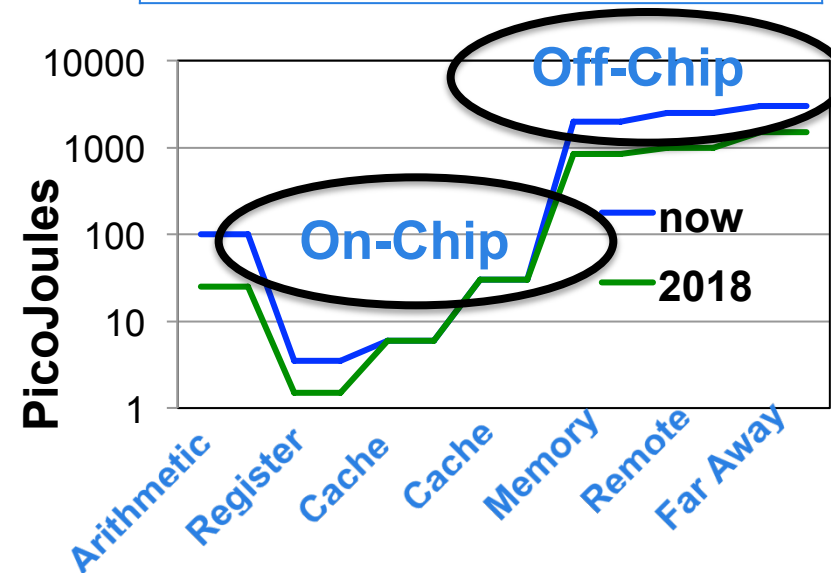 Off-Chip
10000
1000
100
10
1
PicoJoules
On-Chip
now
2018
Arithmetic
Register
Cache
Cache
Memory
Remote
Far Away